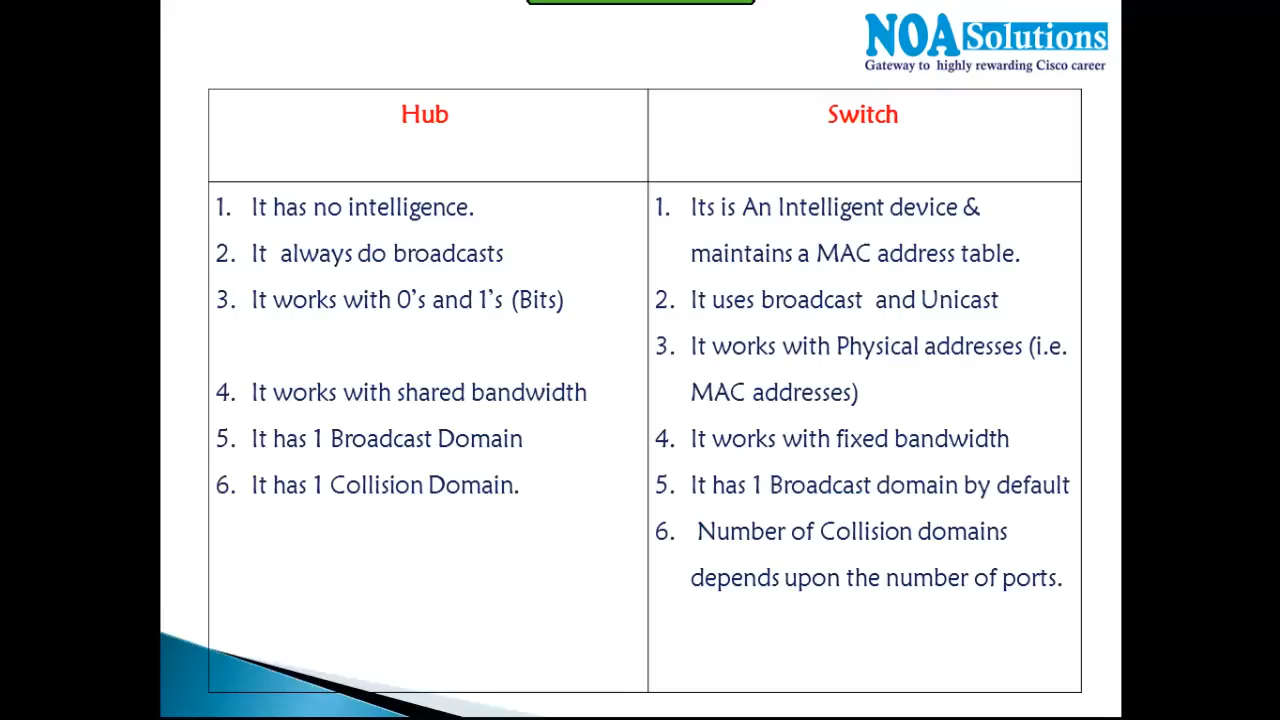 NOA Solutions
Gateway to highly rewarding Cisco career
Hub
Switch
1. It has no intelligence.
2. It always do broadcasts
3. It works with 0's and 1's (Bits)
4. It works with shared bandwidth
5. It has 1 Broadcast Domain
6. It has 1 Collision Domain.
1. Its is An Intelligent device &
maintains a MAC address table.
2. It uses broadcast and Unicast
3. It works with Physical addresses (i.e.
MAC addresses)
4. It works with fixed bandwidth
5. It has 1 Broadcast domain by default
6. Number of Collision domains
depends upon the number of ports.